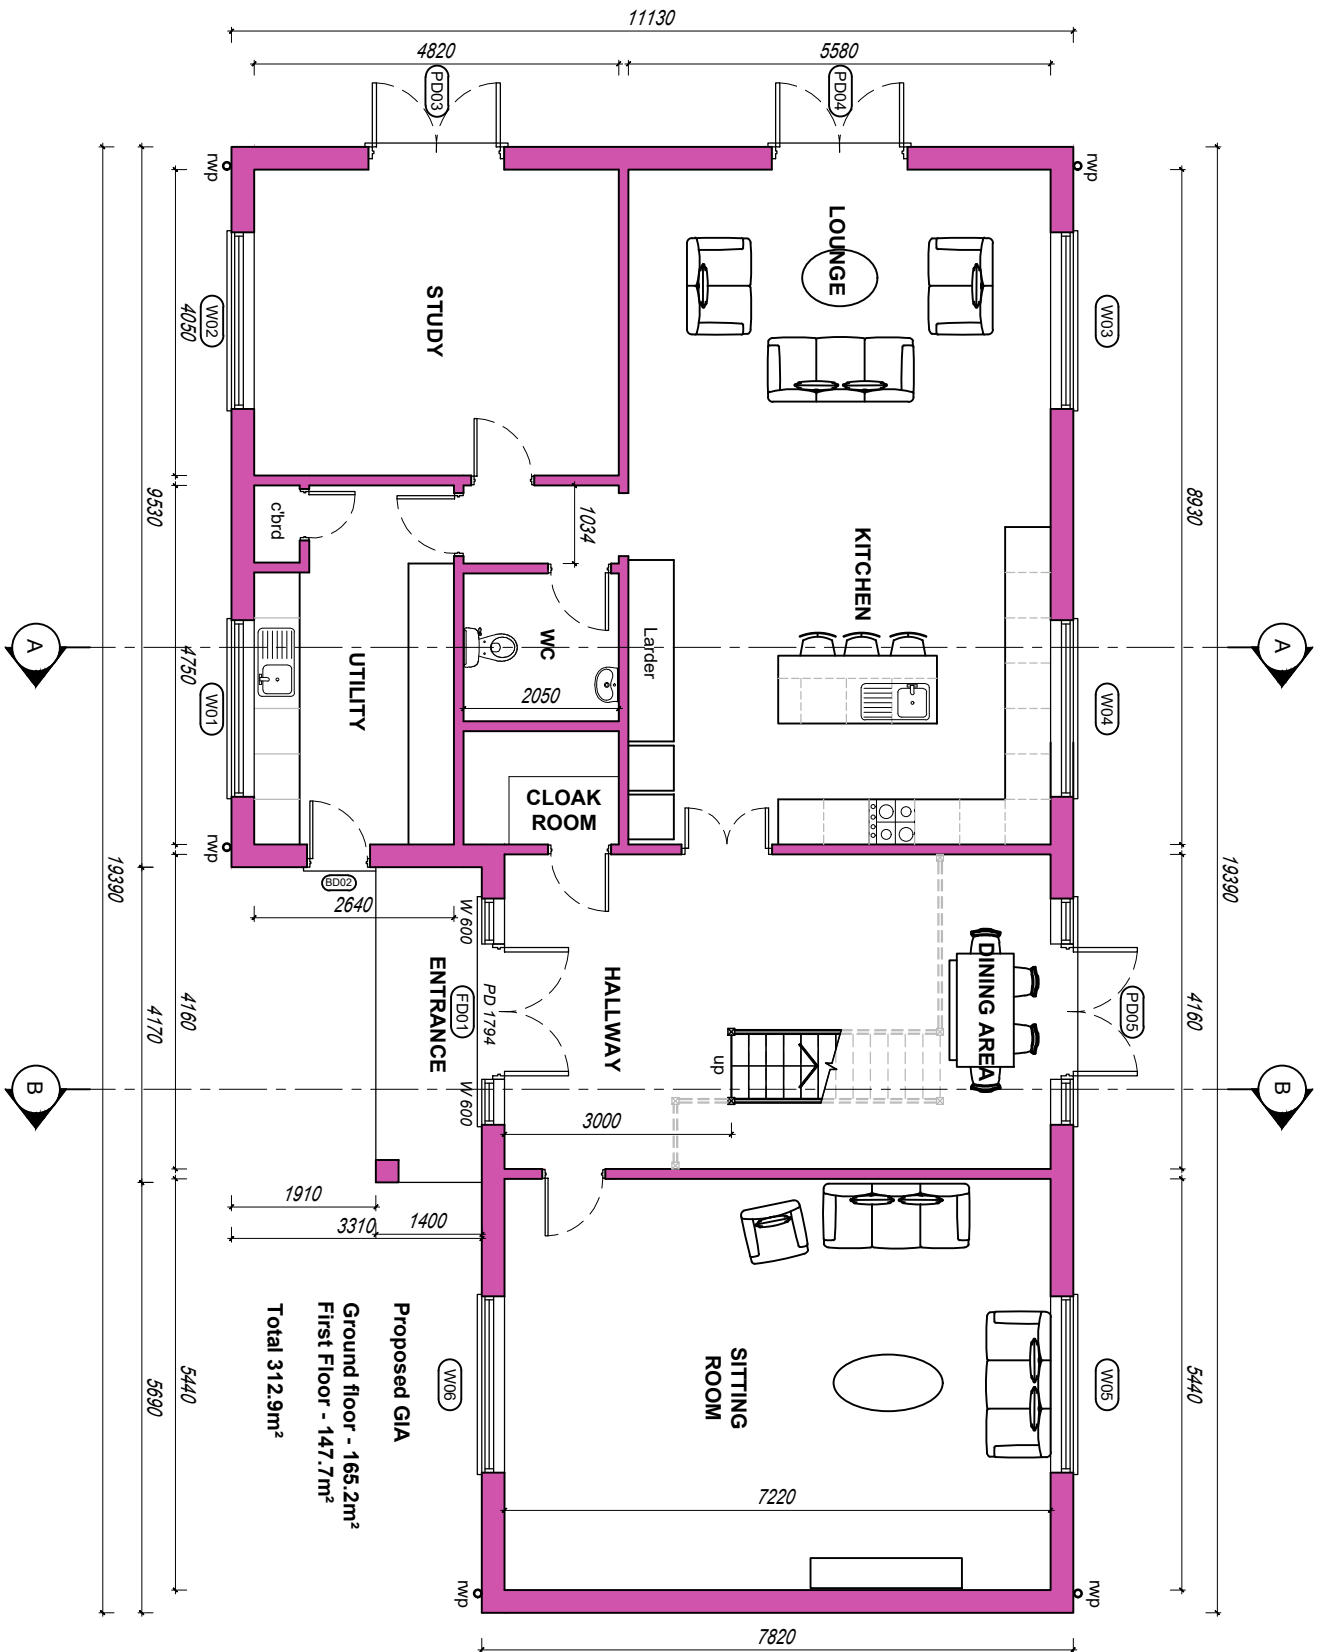 11130
4820
5580
PD03
PD04
rwp
rwp
LOUNGE
STUDY
W02
4050
W03
c'brd
9530
1034
KITCHEN
8930
A
4750
W01
UTILITY
WC
Larder
2050
W04
A
CLOAK
ROOM
rwp
BD02
2640
W 600
19390
19390
ENTRANCE
FD01
PD 1794
HALLWAY
DINING AREA
PD05
4160
4170
4160
up
B
W 600
3000
B
1910
3310
1400
Proposed GIA
Ground floor - 165.2m²
First Floor - 147.7m²
Total 312.9m²
5440
5690
W06
SITTING
ROOM
W05
5440
7220
rwp
rwp
7820